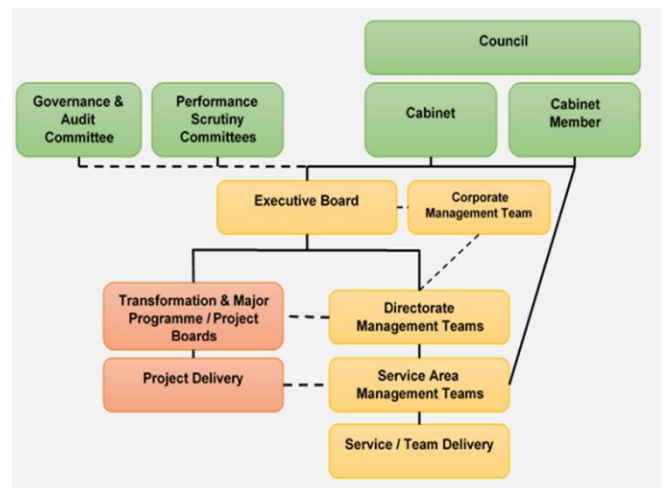 Council
Governance &
Audit
Committee
Performance
Scrutiny
Committees
Cabinet
Cabinet
Member
Executive Board
Corporate
Management Team
Transformation & Major
Programme / Project
Boards
Directorate
Management Teams
Project Delivery
Service Area
Management Teams
Service / Team Delivery